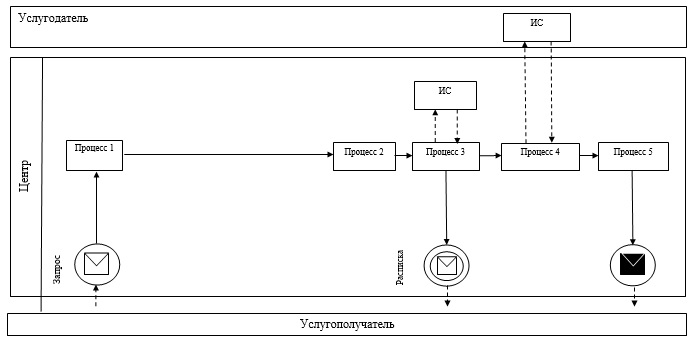 Услугодатель
ИС
ИС
Центр
Процесс 1
Процесс 2
Процесс 3
Процесс 4
Процесс 5
Запрос
Расписка
Услугополучатель